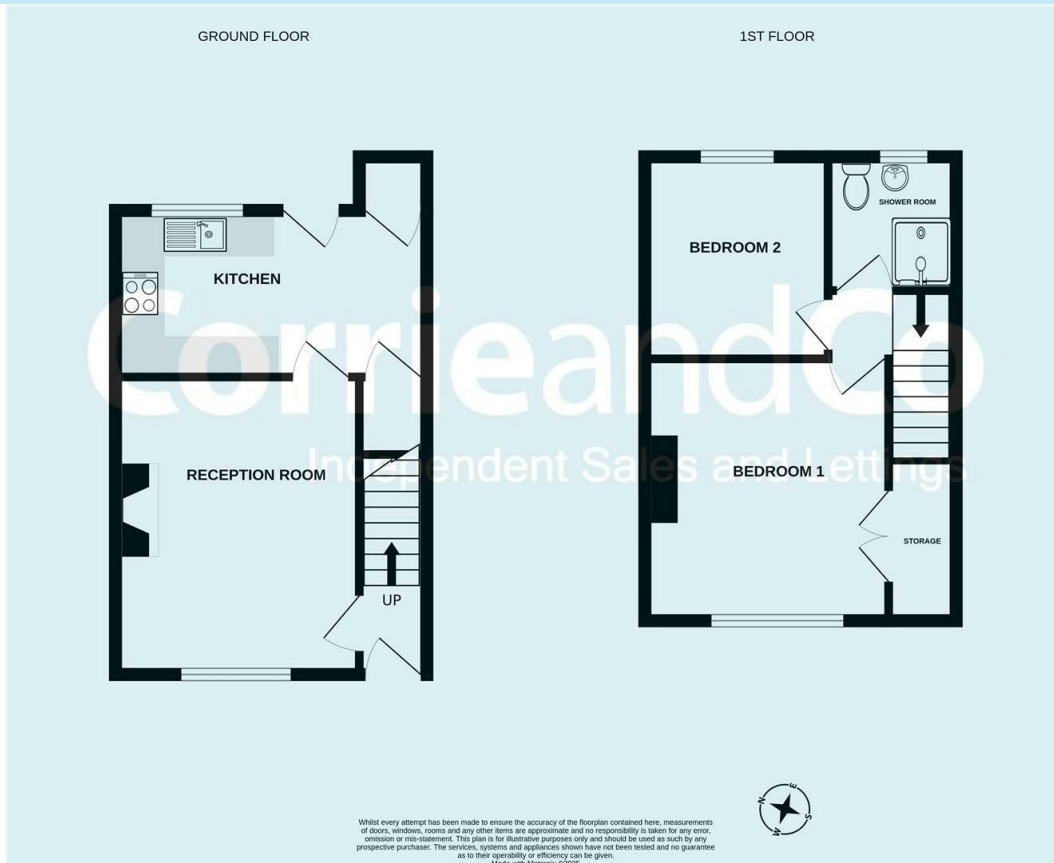 GROUND FLOOR
1ST FLOOR
KITCHEN
RECEPTION ROOM
UP
BEDROOM 2
SHOWER ROOM
BEDROOM 1
STORAGE
CorrieandCo
Independent Sales and Lettings
N
E
S
W
Whilst every attempt has been made to ensure the accuracy of the floorplan contained here, measurements
of doors, windows, rooms and any other items are approximate and no responsibility is taken for any error,
omission or mis-statement. This plan is for illustrative purposes only and should be used as such by any
prospective purchaser. The services, systems and appliances shown have not been tested and no guarantee
as to their operability or efficiency can be given.
Made with Metropix ©2025